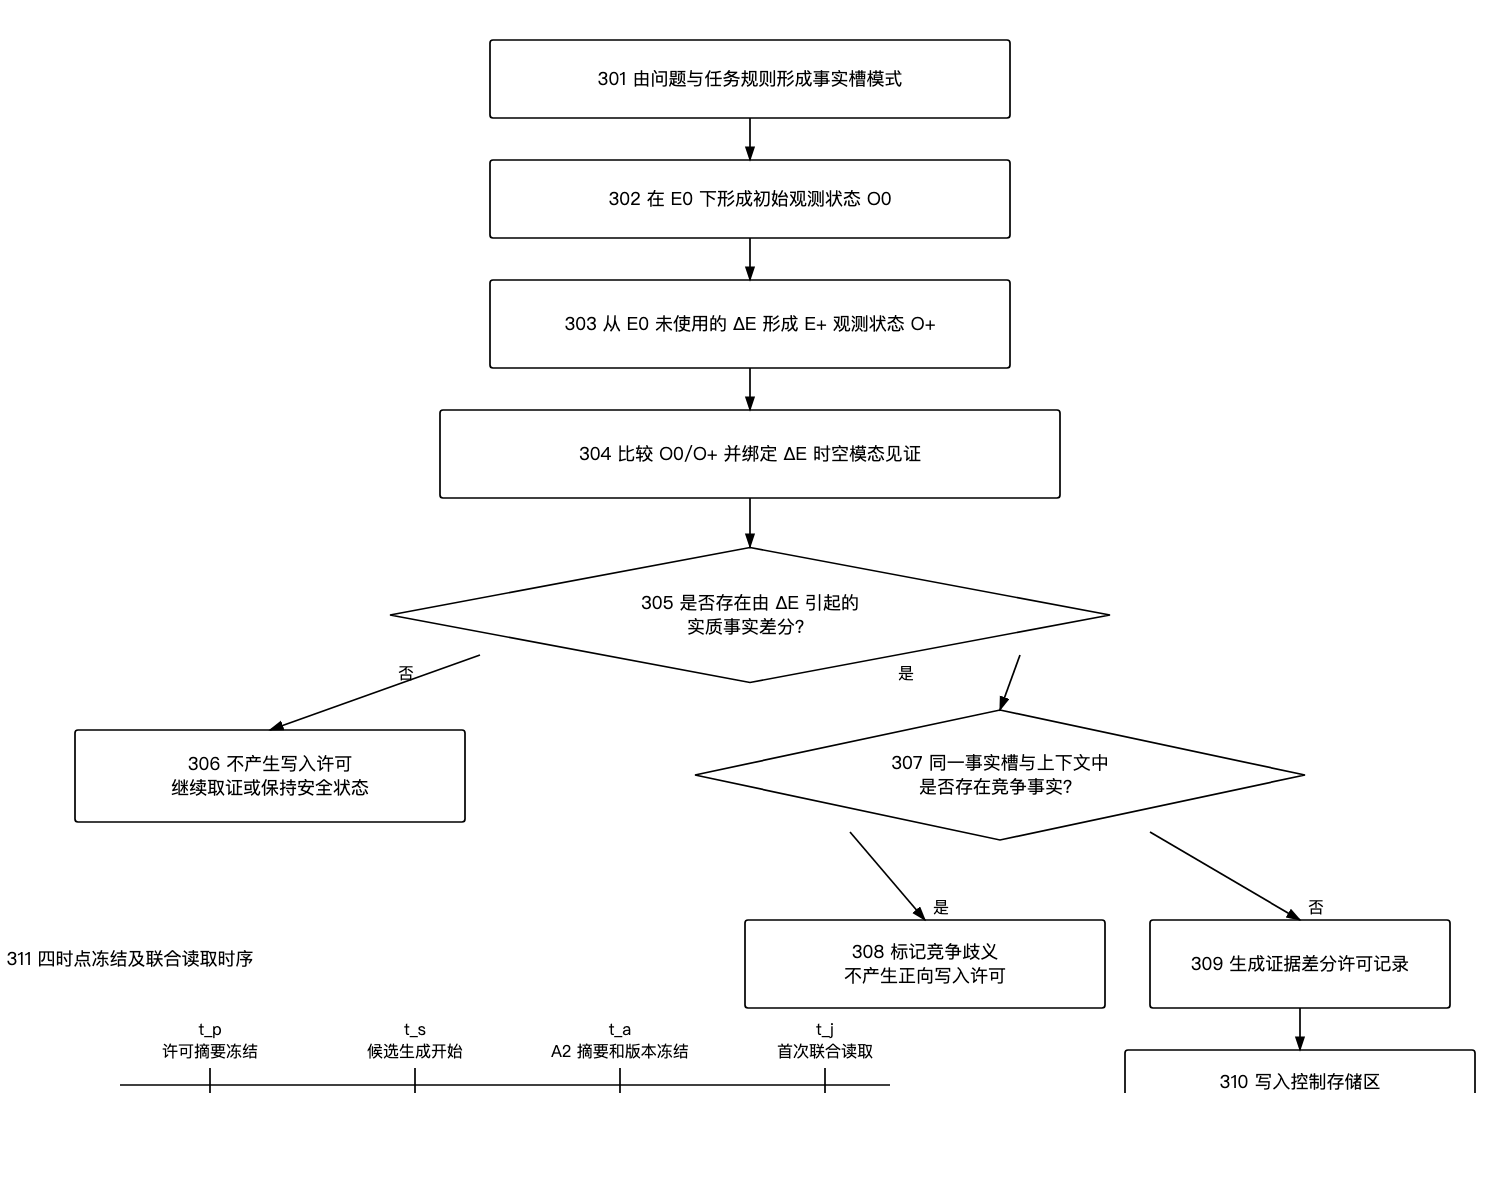 301 由问题与任务规则形成事实槽模式
302 在 E0 下形成初始观测状态 O0
303 从 E0 未使用的 ΔE 形成 E+ 观测状态 O+
304 比较 O0/O+ 并绑定 ΔE 时空模态见证
305 是否存在由 ΔE 引起的
实质事实差分?
否
是
306 不产生写入许可
继续取证或保持安全状态
307 同一事实槽与上下文中
是否存在竞争事实?
是
否
308 标记竞争歧义
不产生正向写入许可
309 生成证据差分许可记录
310 写入控制存储区
311 四时点冻结及联合读取时序
t_p
许可摘要冻结
t_s
候选生成开始
t_a
A2 摘要和版本冻结
t_j
首次联合读取